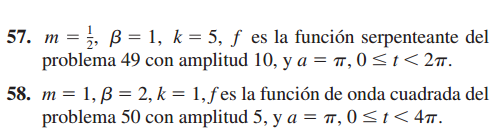 57. m = 1/2, β = 1, k = 5, f es la función serpenteante del
problema 49 con amplitud 10, y a = π, 0 ≤ t < 2π.
58. m = 1, β = 2, k = 1, f es la función de onda cuadrada del
problema 50 con amplitud 5, y a = π, 0 ≤ t < 4π.